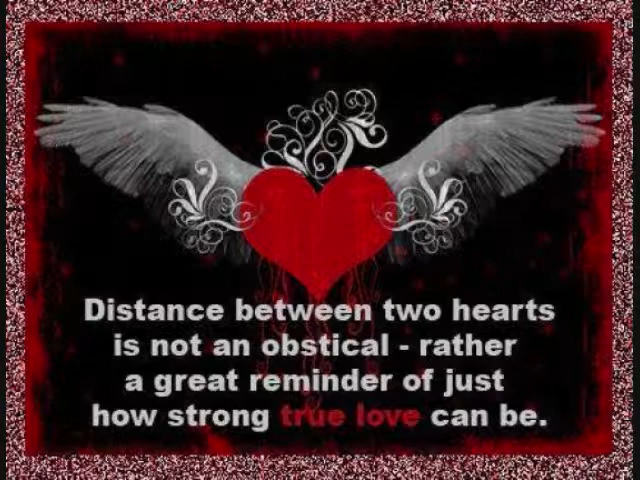 Distance between two hearts
is not an obstical - rather
a great reminder of just
how strong true love can be.